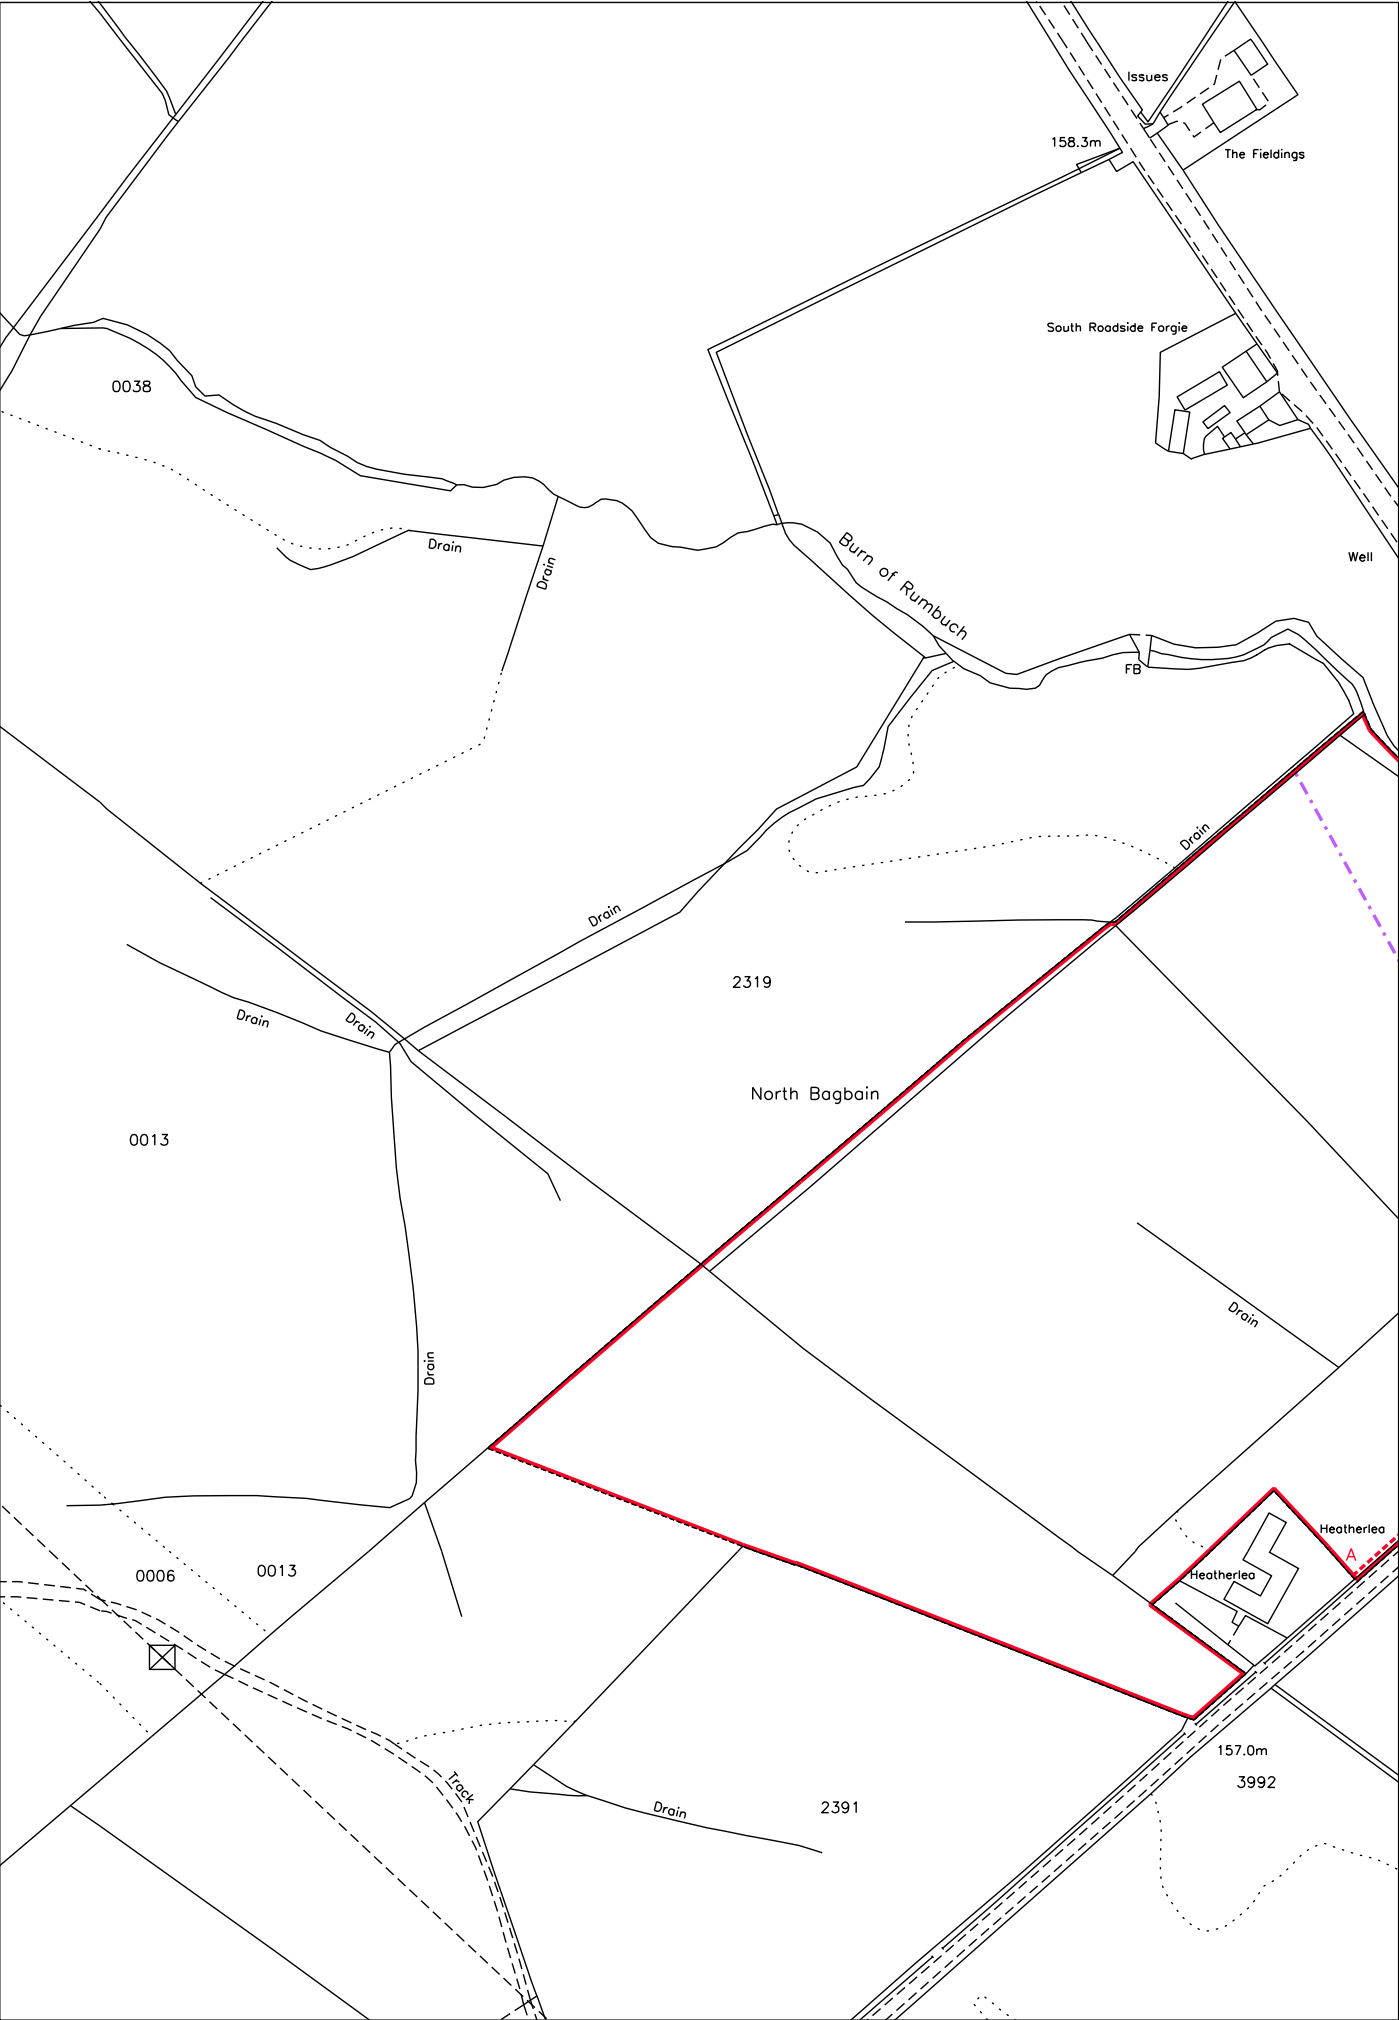 Issues
158.3m
The Fieldings
South Roadside Forgie
0038
Drain
Drain
Burn of Rumbuch
Well
FB
Drain
Drain
2319
Drain
Drain
North Bagbain
0013
Drain
Drain
Heatherlea
A
0006
0013
Heatherlea
157.0m
3992
Track
Drain
2391